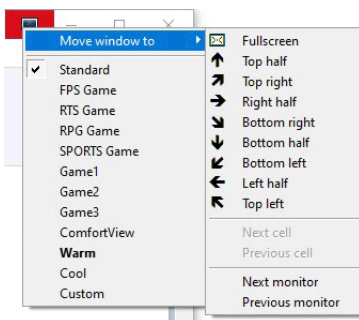 Move window to
Standard
FPS Game
RTS Game
RPG Game
SPORTS Game
Game1
Game2
Game3
ComfortView
Warm
Cool
Custom
Fullscreen
Top half
Top right
Right half
Bottom right
Bottom half
Bottom left
Left half
Top left
Next cell
Previous cell
Next monitor
Previous monitor